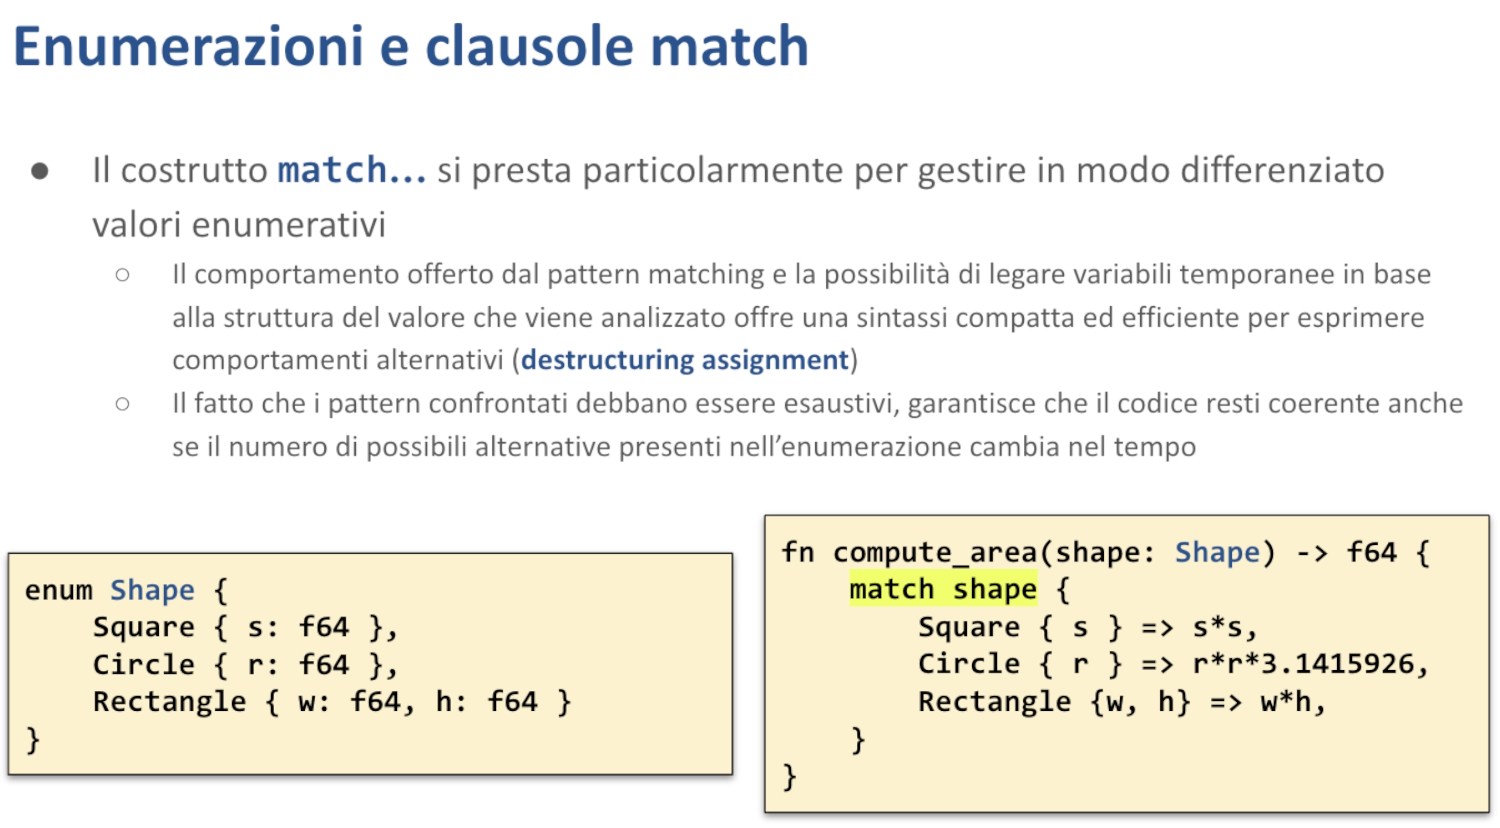 Enumerazioni e clausole match
● Il costrutto match... si presta particolarmente per gestire in modo differenziato
valori enumerativi
○ Il comportamento offerto dal pattern matching e la possibilità di legare variabili temporanee in base
alla struttura del valore che viene analizzato offre una sintassi compatta ed efficiente per esprimere
comportamenti alternativi (destructuring assignment)
○ Il fatto che i pattern confrontati debbano essere esaustivi, garantisce che il codice resti coerente anche
se il numero di possibili alternative presenti nell’enumerazione cambia nel tempo
enum Shape {
    Square { s: f64 },
    Circle { r: f64 },
    Rectangle { w: f64, h: f64 }
}
fn compute_area(shape: Shape) -> f64 {
    match shape {
        Square { s } => s*s,
        Circle { r } => r*r*3.1415926,
        Rectangle {w, h} => w*h,
    }
}